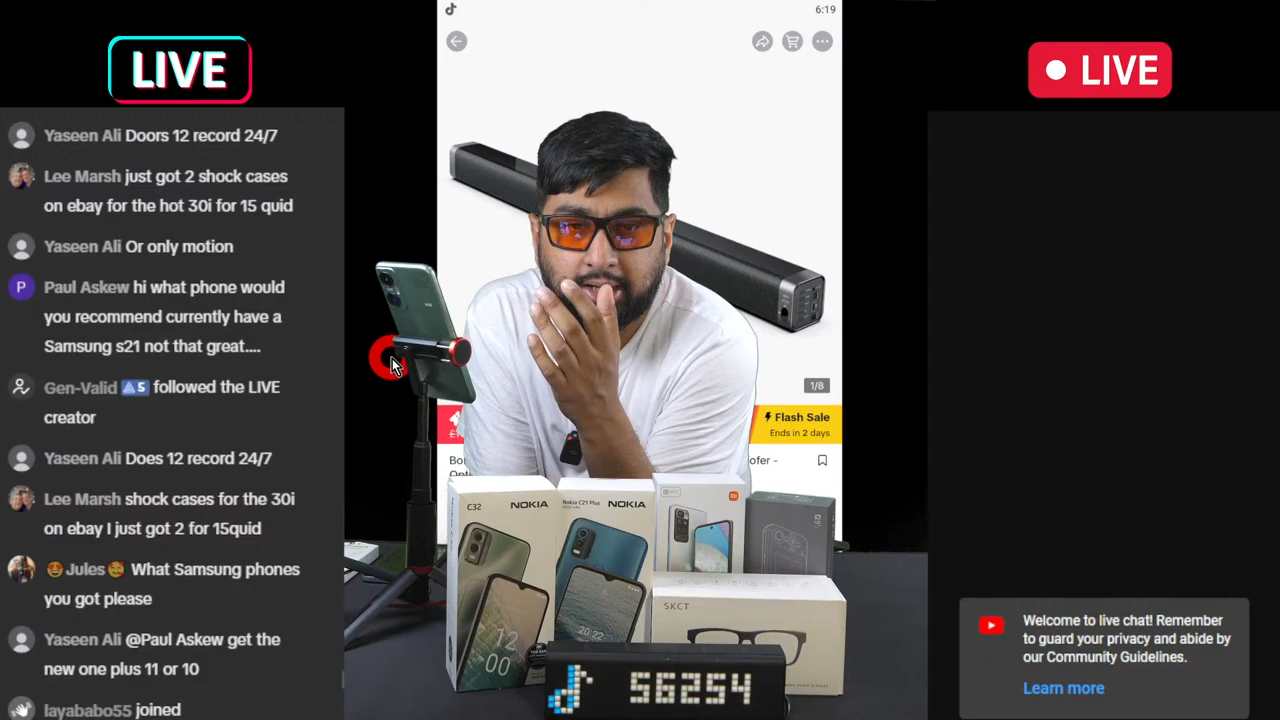 LIVE
Yaseen Ali Doors 12 record 24/7
Lee Marsh just got 2 shock cases
on ebay for the hot 30i for 15 quid
Yaseen Ali Or only motion
P
Paul Askew hi what phone would
you recommend currently have a
Samsung s21 not that great....
Gen-Valid 5 followed the LIVE
creator
Yaseen Ali Does 12 record 24/7
Lee Marsh shock cases for the 30i
on ebay I just got 2 for 15quid
Jules What Samsung phones
you got please
Yaseen Ali @Paul Askew get the
new one plus 11 or 10
layababo55 joined
6:19
1/8
Flash Sale
Ends in 2 days
ofer -
C32 NOKIA
12
00
Nokia C21 Plus NOKIA
20:22
SKCT
56254
LIVE
Welcome to live chat! Remember
to guard your privacy and abide by
our Community Guidelines.
Learn more